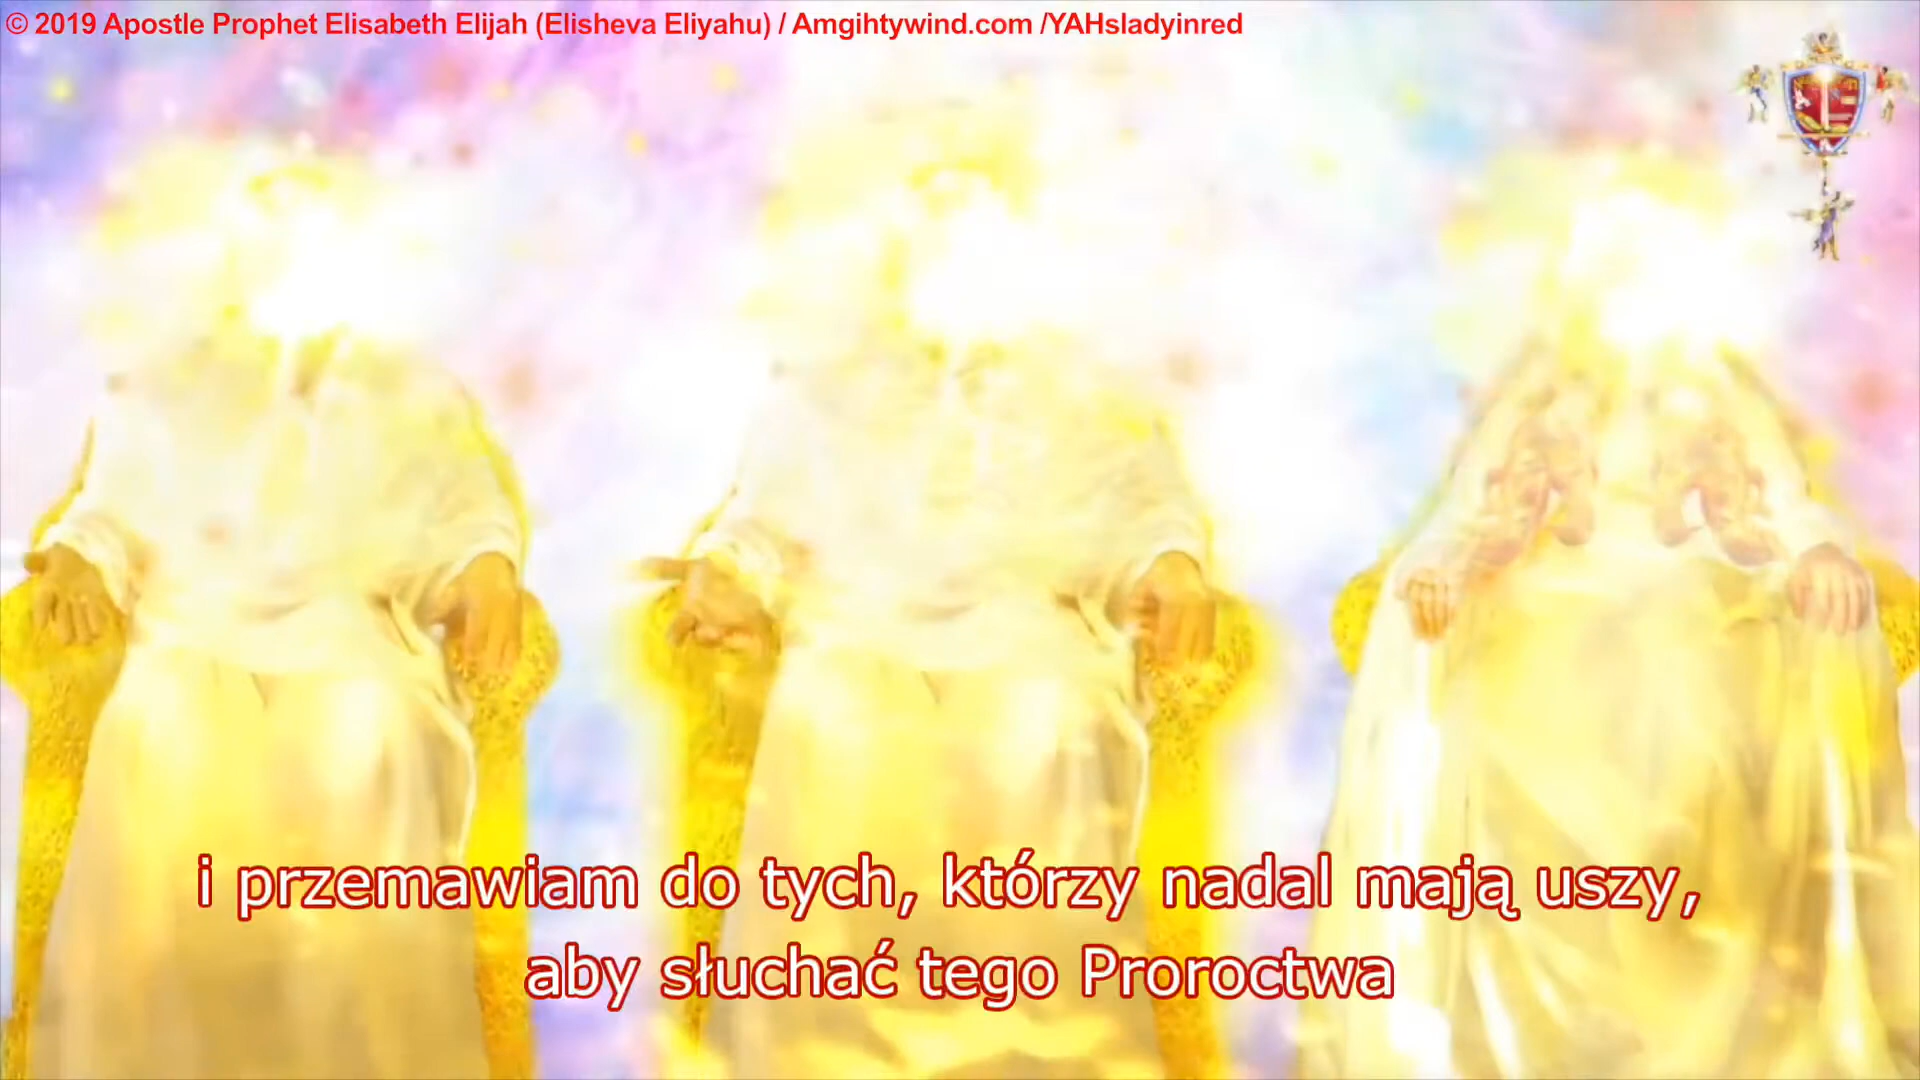 © 2019 Apostle Prophet Elisabeth Elijah (Elisheva Eliyahu) / Amgihtywind.com /YAHsladyinred
i przemawiam do tych, którzy nadal mają uszy,
aby słuchać tego Proroctwa